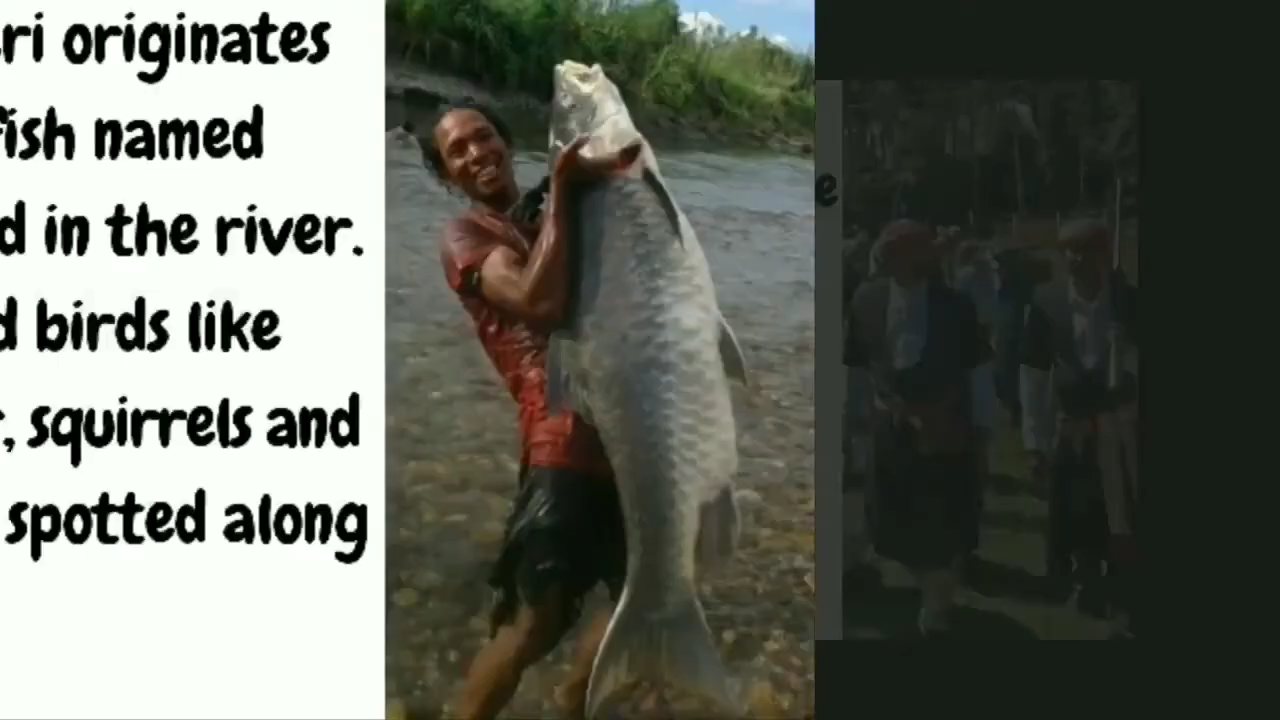 ri originates
fish named
d in the river.
d birds like
, squirrels and
spotted along
e